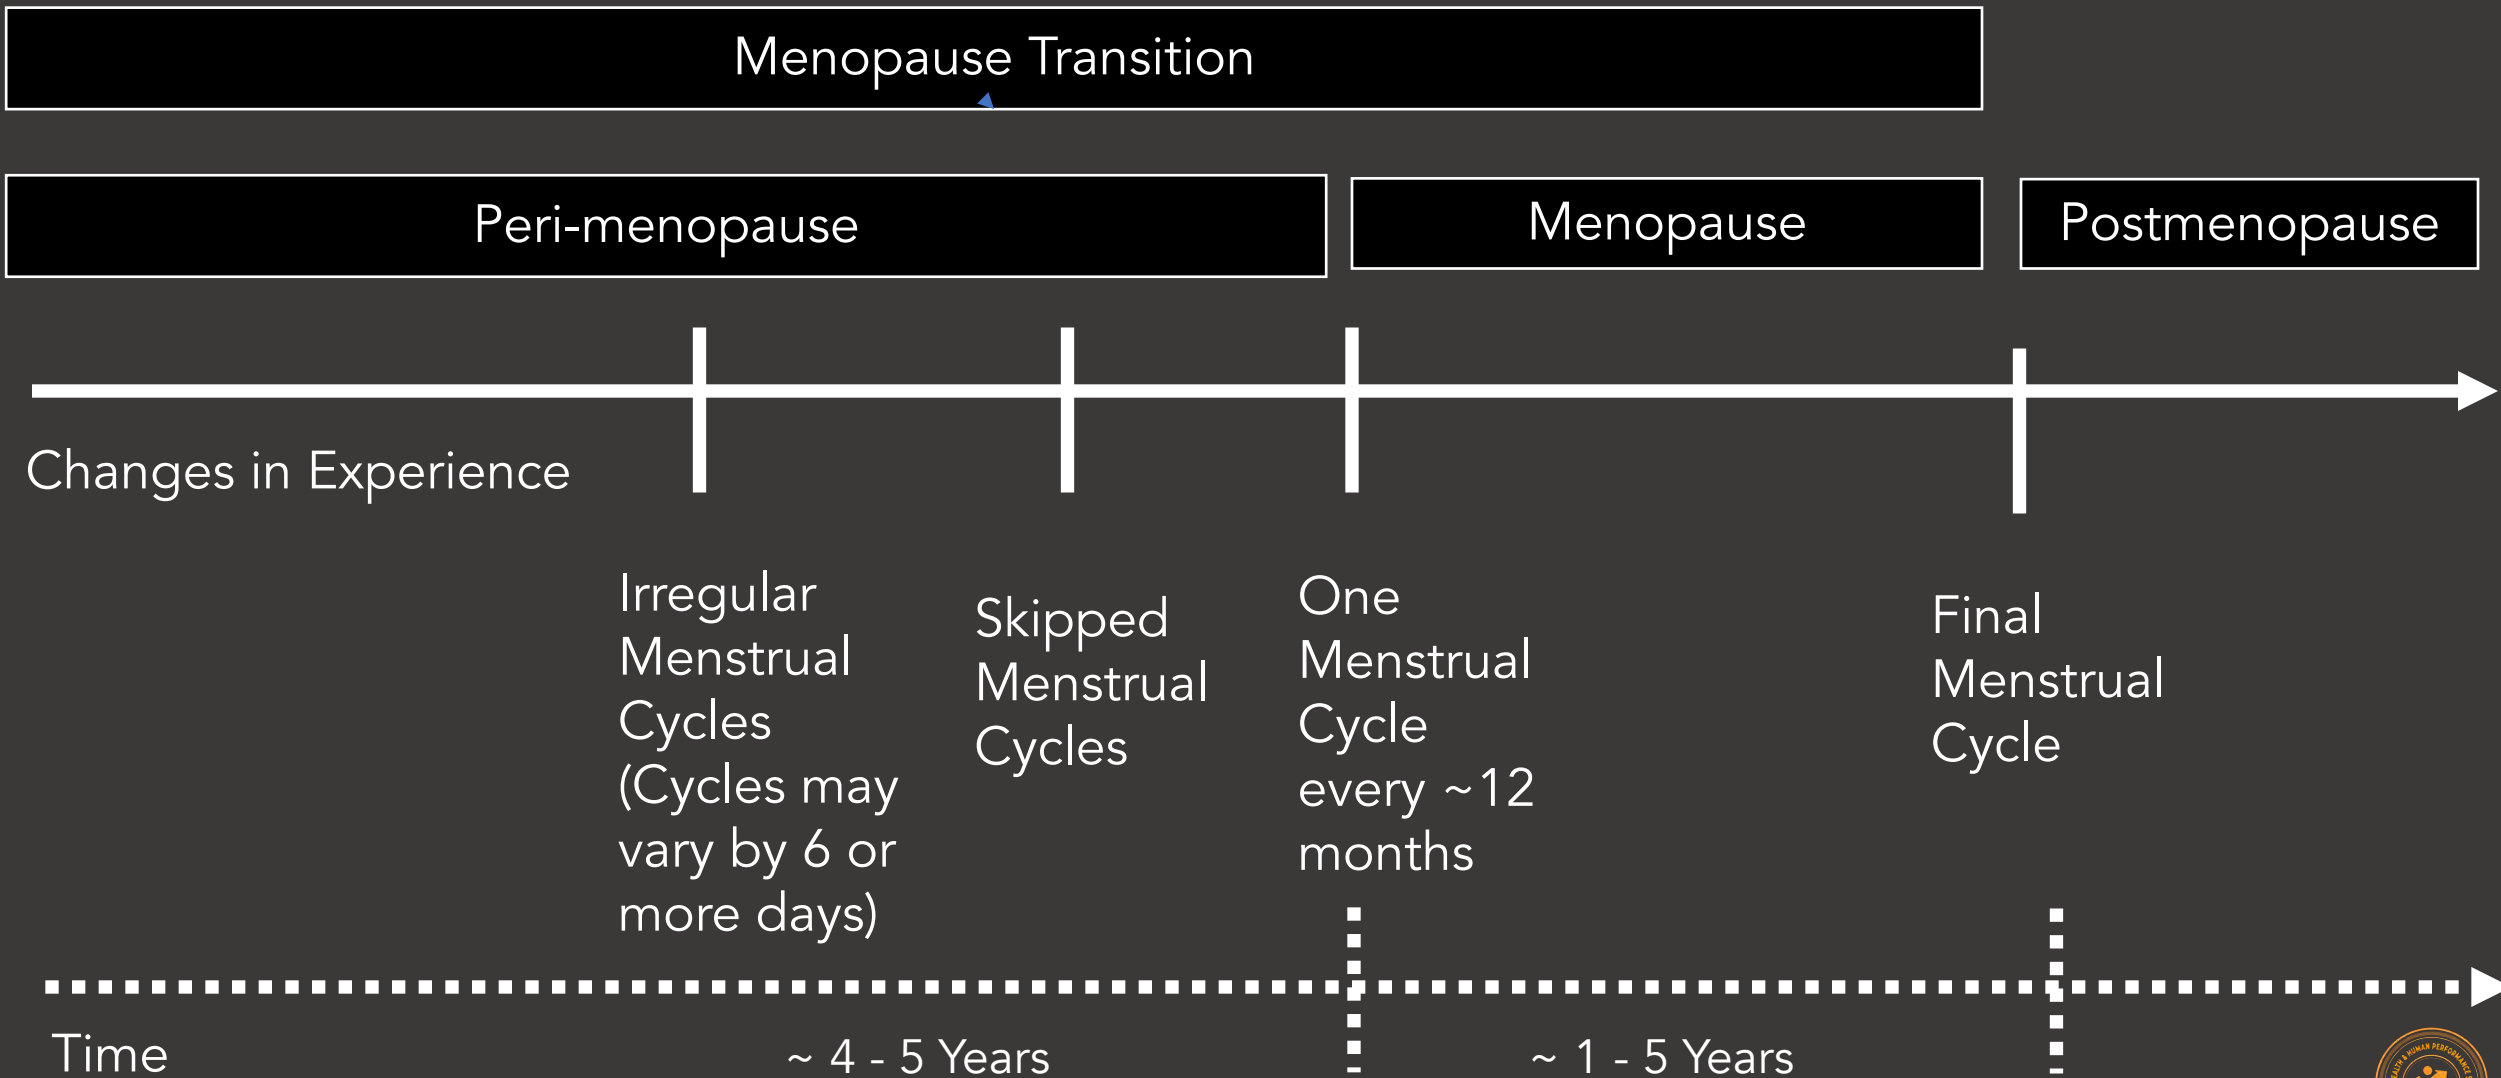 Menopause Transition
Peri-menopause
Menopause
Postmenopause
Changes in Experience
Irregular
Menstrual
Cycles
(Cycles may
vary by 6 or
more days)
Skipped
Menstrual
Cycles
One
Menstrual
Cycle
every ~12
months
Final
Menstrual
Cycle
Time
~4 - 5 Years
~ 1 - 5 Years